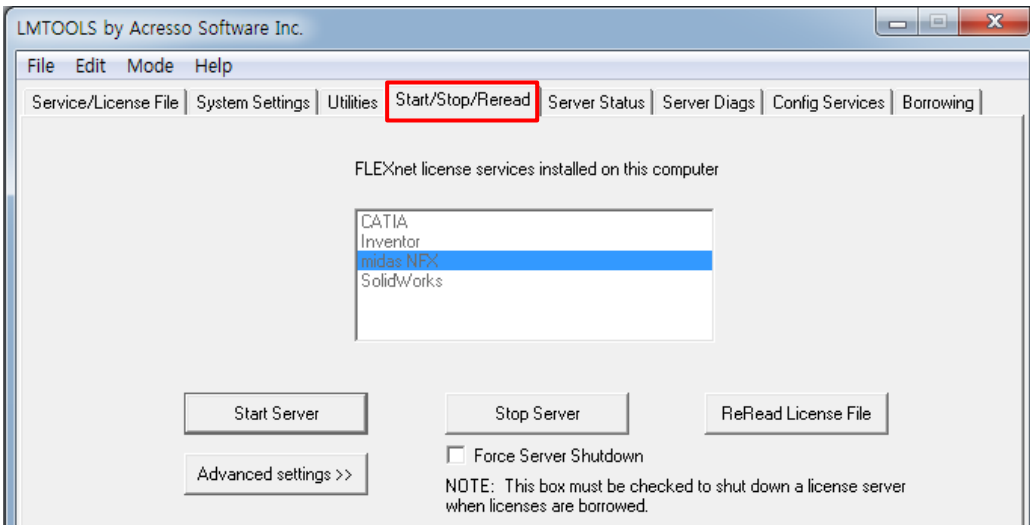 LMTOOLS by Acresso Software Inc.
File Edit Mode Help
Service/License File System Settings Utilities Start/Stop/Reread Server Status Server Diags Config Services Borrowing
FLEXnet license services installed on this computer
CATIA
Inventor
midas NFX
SolidWorks
Start Server Stop Server ReRead License File
Force Server Shutdown
Advanced settings >>
NOTE: This box must be checked to shut down a license server
when licenses are borrowed.